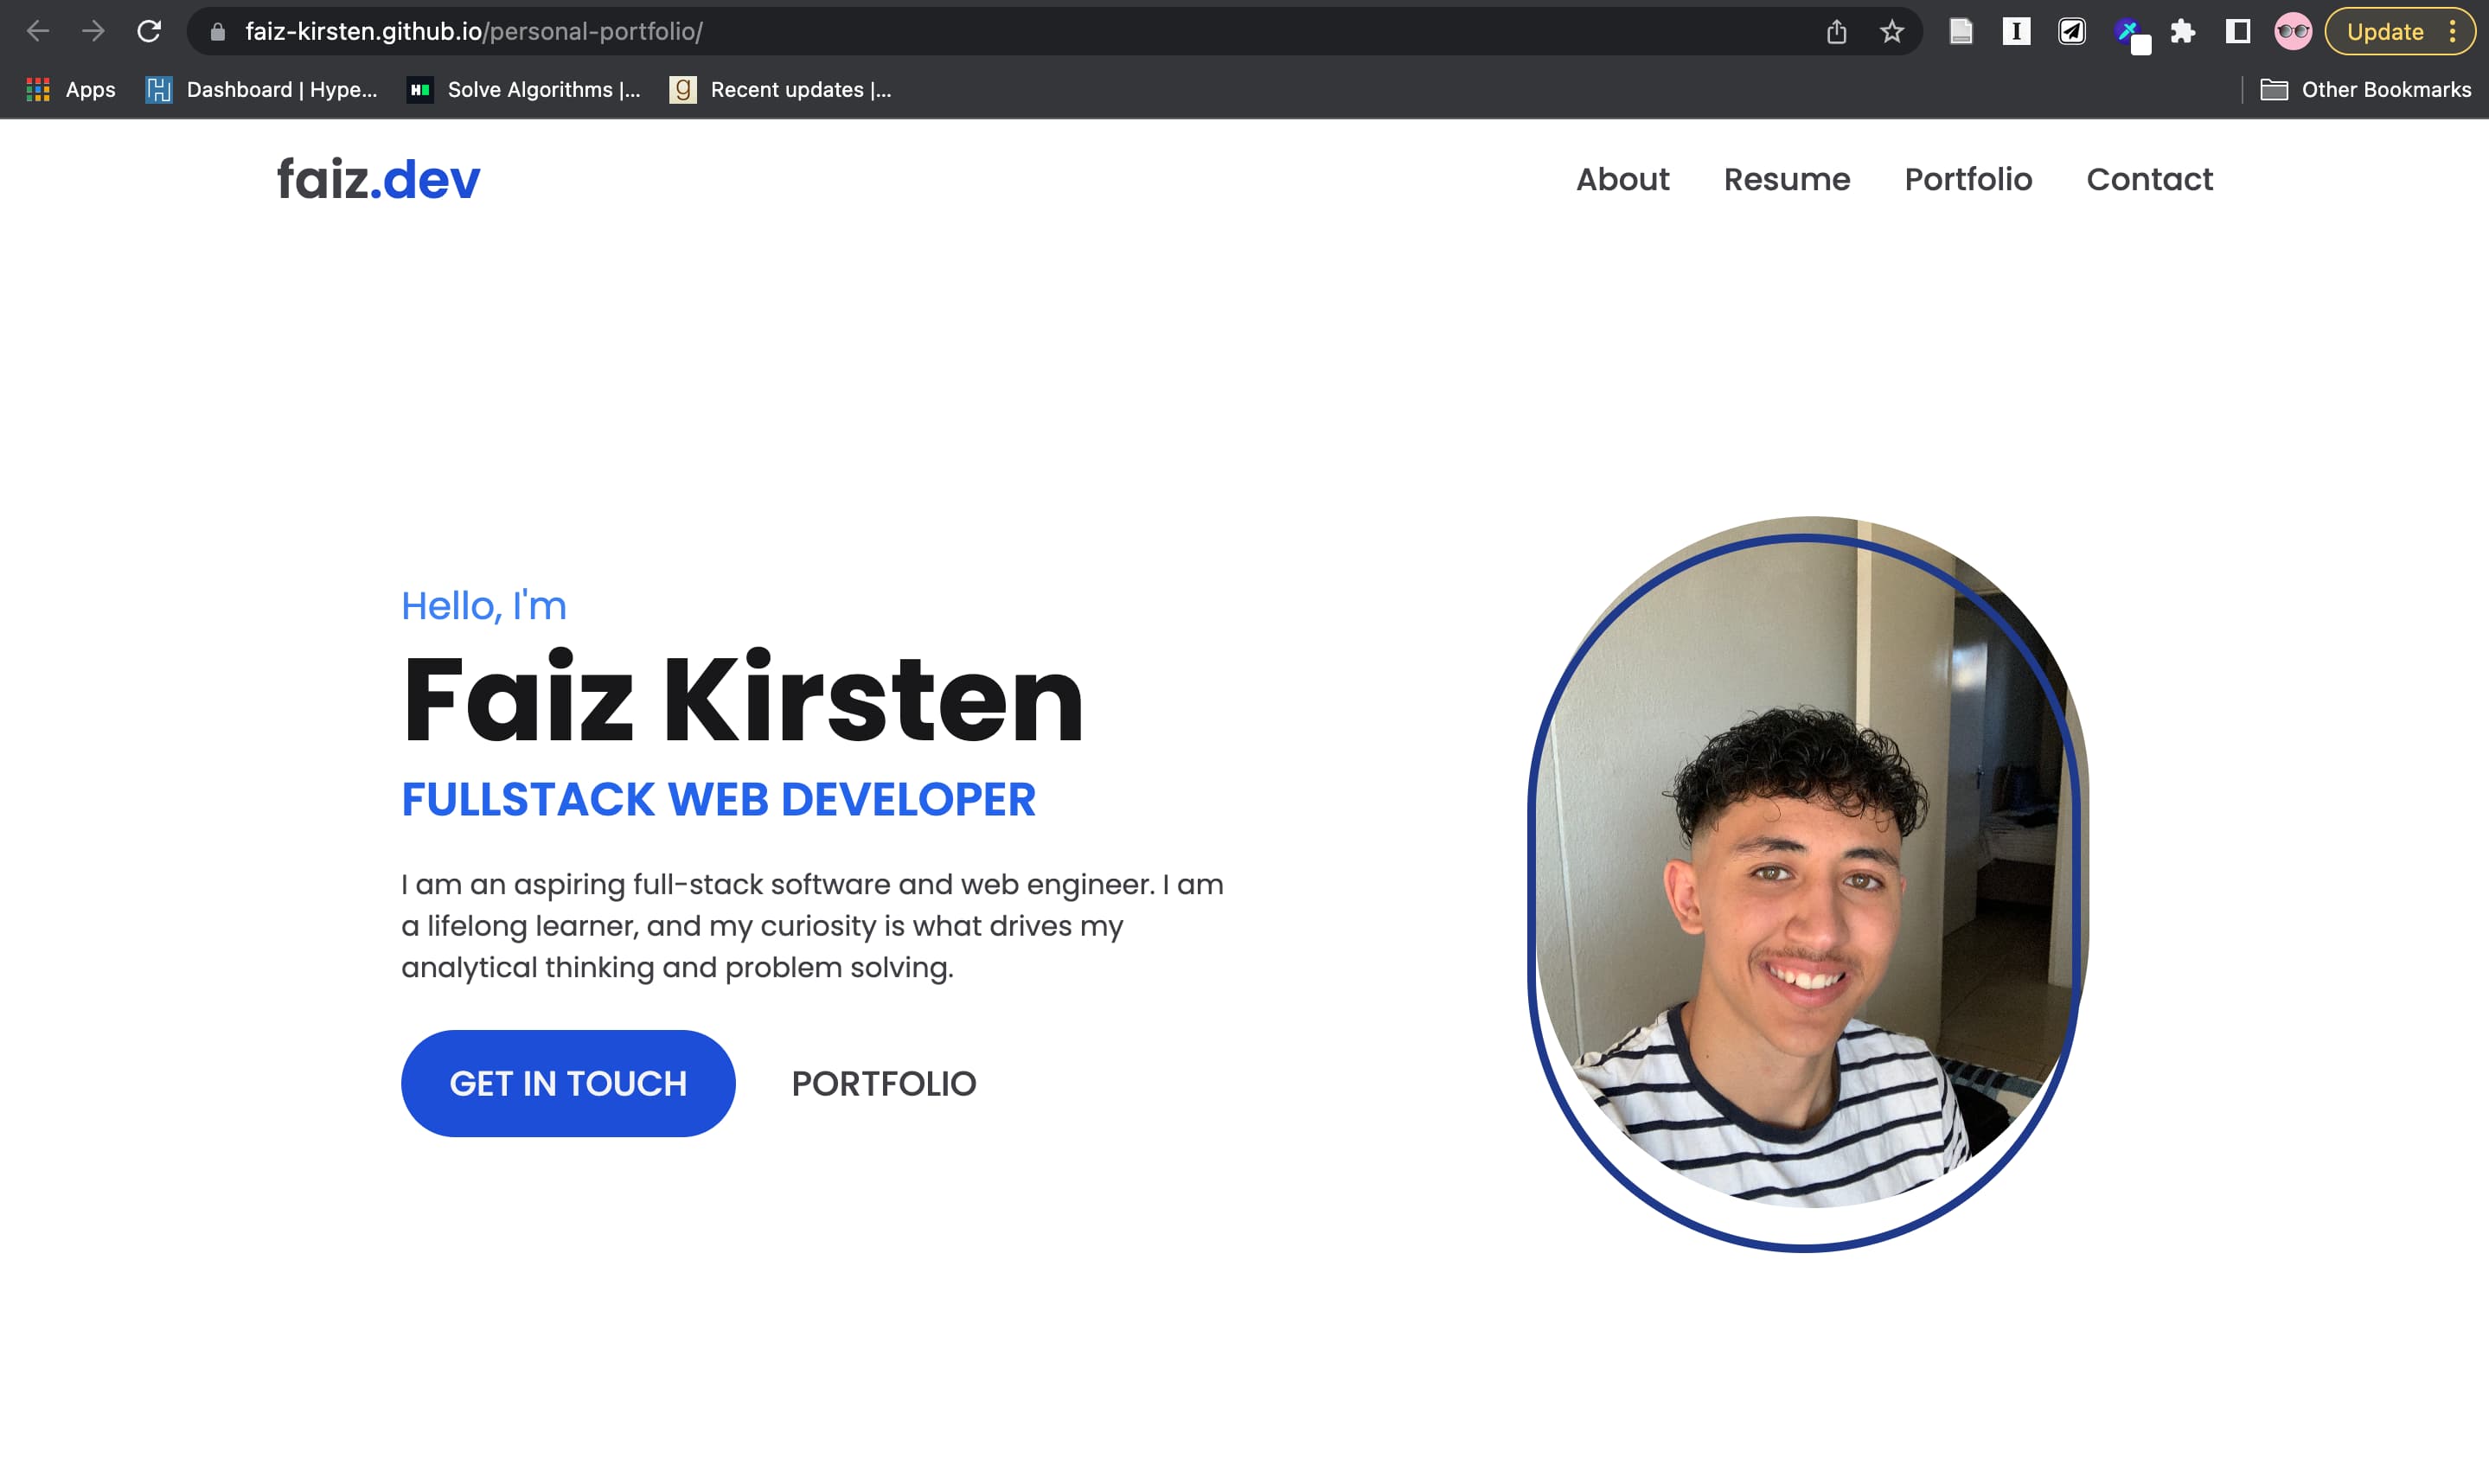 faiz-kirsten.github.io/personal-portfolio/
Update
Apps
Dashboard | Hype...
Solve Algorithms |...
Recent updates |...
Other Bookmarks
faiz.dev
About
Resume
Portfolio
Contact
Hello, I'm
Faiz Kirsten
FULLSTACK WEB DEVELOPER
I am an aspiring full-stack software and web engineer. I am
a lifelong learner, and my curiosity is what drives my
analytical thinking and problem solving.
GET IN TOUCH
PORTFOLIO